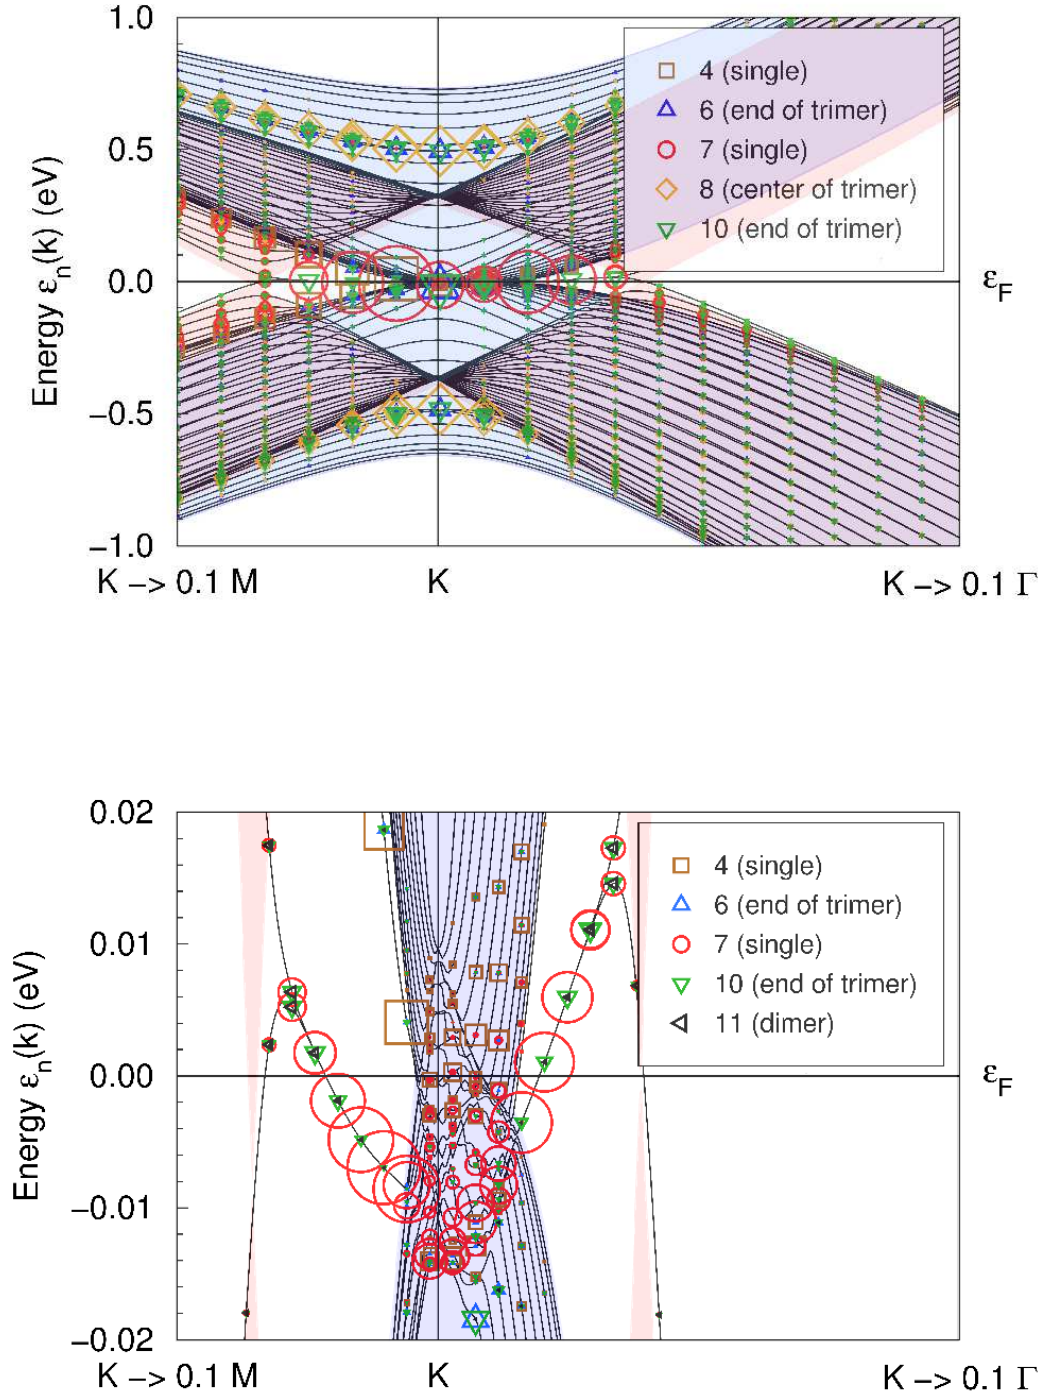 1.0
0.5
0.0
−0.5
−1.0
Energy εn(k) (eV)
4 (single)
6 (end of trimer)
7 (single)
8 (center of trimer)
10 (end of trimer)
εF
K −> 0.1 M
K
K −> 0.1 Γ
0.02
0.01
0.00
−0.01
−0.02
Energy εn(k) (eV)
4 (single)
6 (end of trimer)
7 (single)
10 (end of trimer)
11 (dimer)
εF
K −> 0.1 M
K
K −> 0.1 Γ